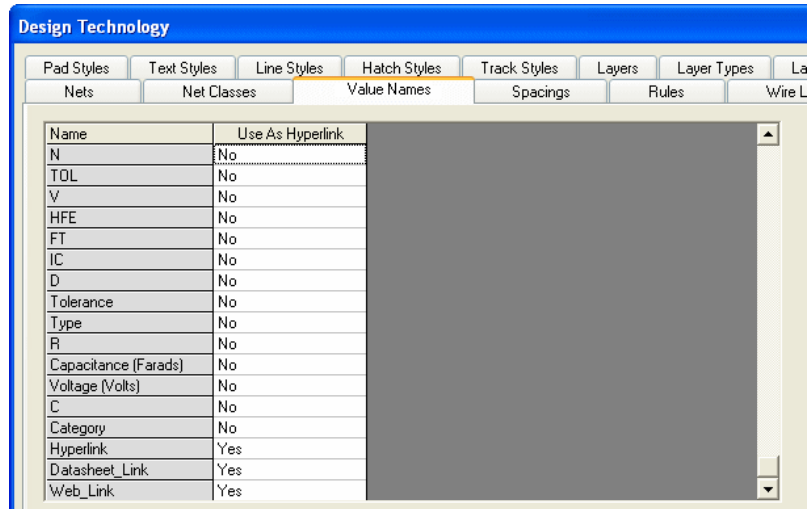 Design Technology
Pad Styles Text Styles Line Styles Hatch Styles Track Styles Layers Layer Types La
Nets Net Classes Value Names Spacings Rules Wire L
Name Use As Hyperlink
N No
TOL No
V No
HFE No
FT No
IC No
D No
Tolerance No
Type No
R No
Capacitance (Farads) No
Voltage (Volts) No
C No
Category No
Hyperlink Yes
Datasheet_Link Yes
Web_Link Yes